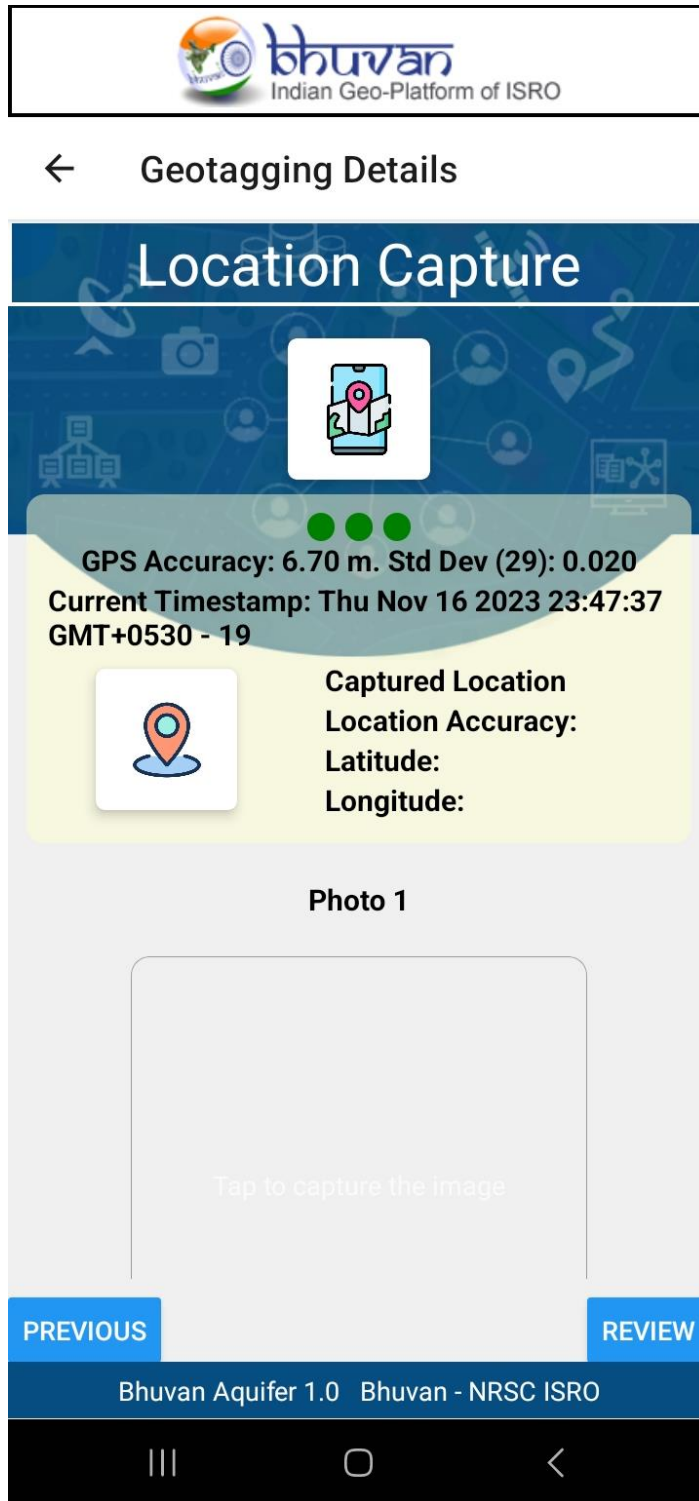 bhuvan
Indian Geo-Platform of ISRO
Geotagging Details
Location Capture
GPS Accuracy: 6.70 m. Std Dev (29): 0.020
Current Timestamp: Thu Nov 16 2023 23:47:37
GMT+0530 - 19
Captured Location
Location Accuracy:
Latitude:
Longitude:
Photo 1
Tap to capture the image
PREVIOUS
REVIEW
Bhuvan Aquifer 1.0 Bhuvan - NRSC ISRO